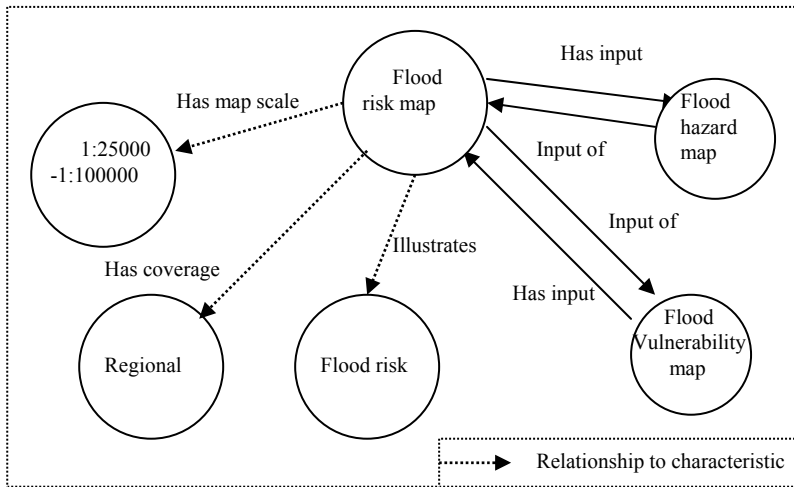 Flood
risk map
Has input
Has map scale
Flood
hazard
map
1:25000
-1:100000
Input of
Input of
Illustrates
Has coverage
Has input
Flood
Vulnerability
map
Regional
Flood risk
Relationship to characteristic